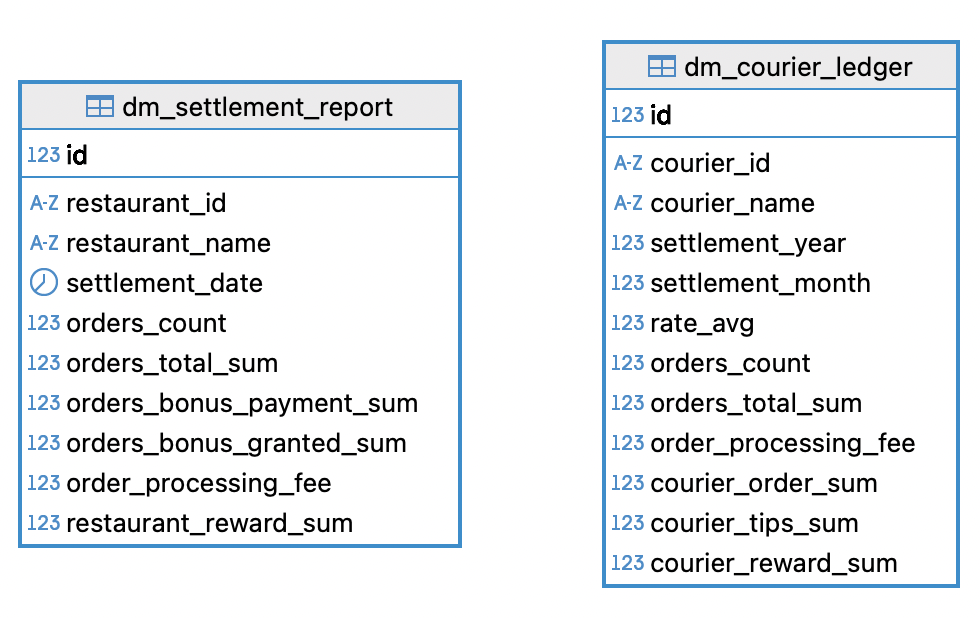 dm_settlement_report
123 id
A-Z restaurant_id
A-Z restaurant_name
settlement_date
123 orders_count
123 orders_total_sum
123 orders_bonus_payment_sum
123 orders_bonus_granted_sum
123 order_processing_fee
123 restaurant_reward_sum
dm_courier_ledger
123 id
A-Z courier_id
A-Z courier_name
123 settlement_year
123 settlement_month
123 rate_avg
123 orders_count
123 orders_total_sum
123 order_processing_fee
123 courier_order_sum
123 courier_tips_sum
123 courier_reward_sum